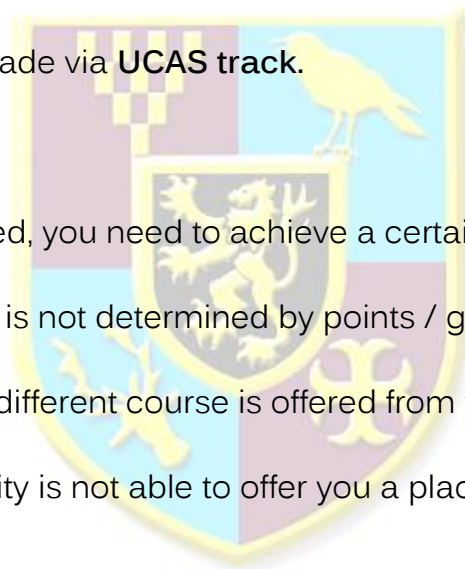 ade via UCAS track.
ed, you need to achieve a certai
is not determined by points / g
different course is offered from
ity is not able to offer you a plac